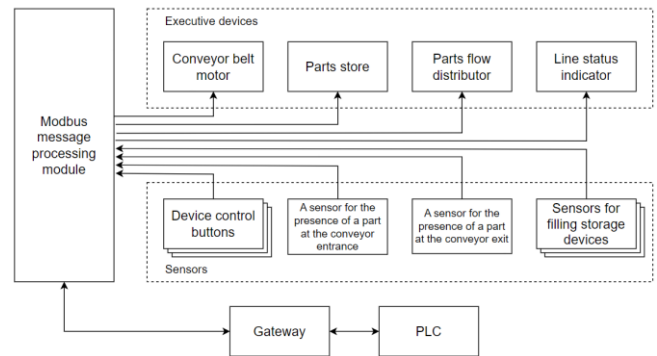 Executive devices
Conveyor belt
motor
Parts store
Parts flow
distributor
Line status
indicator
Modbus
message
processing
module
Device control
buttons
A sensor for the
presence of a part
at the conveyor
entrance
A sensor for the
presence of a part
at the conveyor exit
Sensors for
filling storage
devices
Sensors
Gateway
PLC